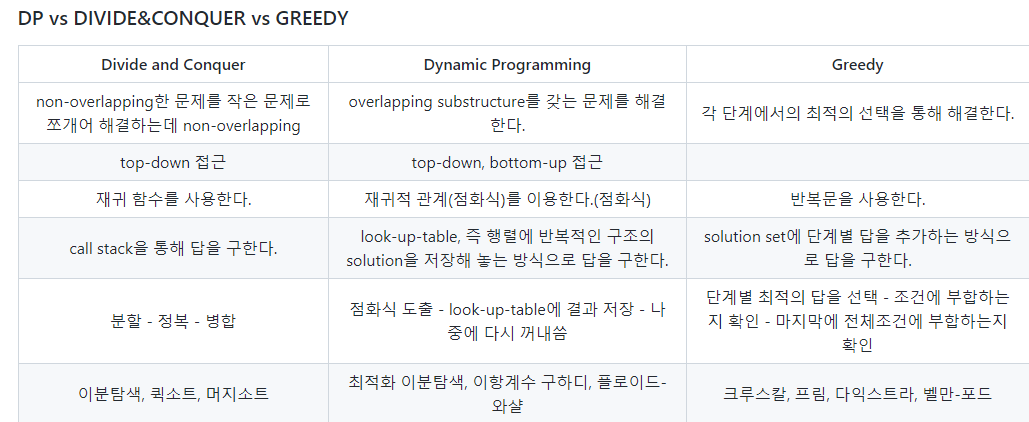 DP vs DIVIDE&CONQUER vs GREEDY
Divide and Conquer
Dynamic Programming
Greedy
non-overlapping한 문제를 작은 문제로
쪼개어 해결하는데 non-overlapping
overlapping substructure를 갖는 문제를 해결
한다.
각 단계에서의 최적의 선택을 통해 해결한다.
top-down 접근
top-down, bottom-up 접근
재귀 함수를 사용한다.
재귀적 관계(점화식)를 이용한다.(점화식)
반복문을 사용한다.
call stack을 통해 답을 구한다.
look-up-table, 즉 행렬에 반복적인 구조의
solution을 저장해 놓는 방식으로 답을 구한다.
solution set에 단계별 답을 추가하는 방식으
로 답을 구한다.
분할 - 정복 - 병합
점화식 도출 - look-up-table에 결과 저장 - 나
중에 다시 꺼내씀
단계별 최적의 답을 선택 - 조건에 부합하는
지 확인 - 마지막에 전체조건에 부합하는지
확인
이분탐색, 퀵소트, 머지소트
최적화 이분탐색, 이항계수 구하디, 플로이드-
와샬
크루스칼, 프림, 다익스트라, 벨만-포드